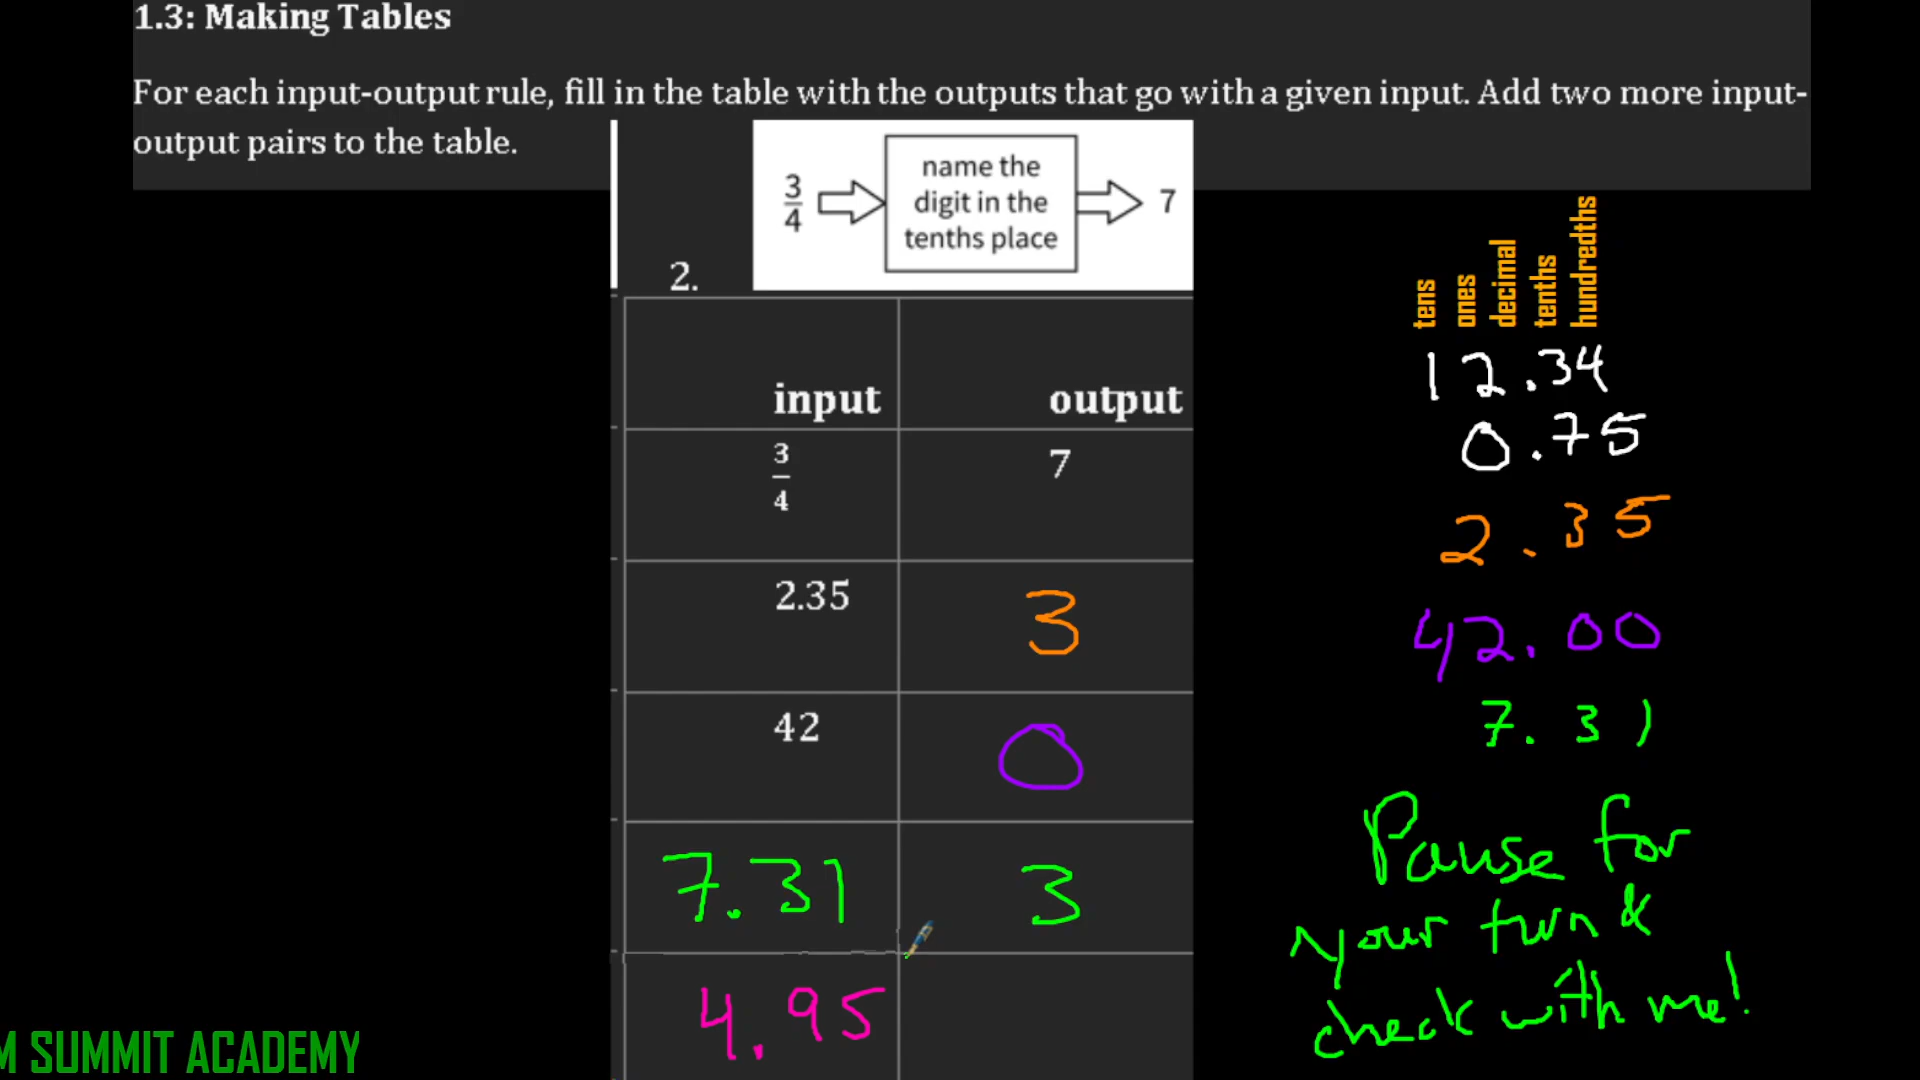 1.3: Making Tables
For each input-output rule, fill in the table with the outputs that go with a given input. Add two more input-
output pairs to the table.
2.
3
4
name the
digit in the
tenths place
7
input
output
3
4
7
2.35
3
42
0
7.31
3
4.95
tens
ones
decimal
tenths
hundredths
12.34
0.75
2.35
42.00
7.31
Pause for
your turn &
check with me!
M SUMMIT ACADEMY